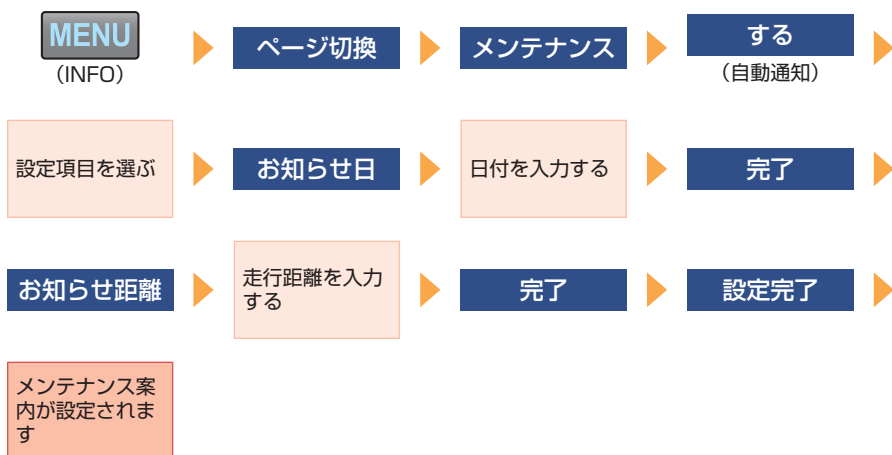 MENU
(INFO)
ページ切換
メンテナンス
する
(自動通知)
設定項目を選ぶ
お知らせ日
日付を入力する
完了
お知らせ距離
走行距離を入力
する
完了
設定完了
メンテナンス案
内が設定されま
す